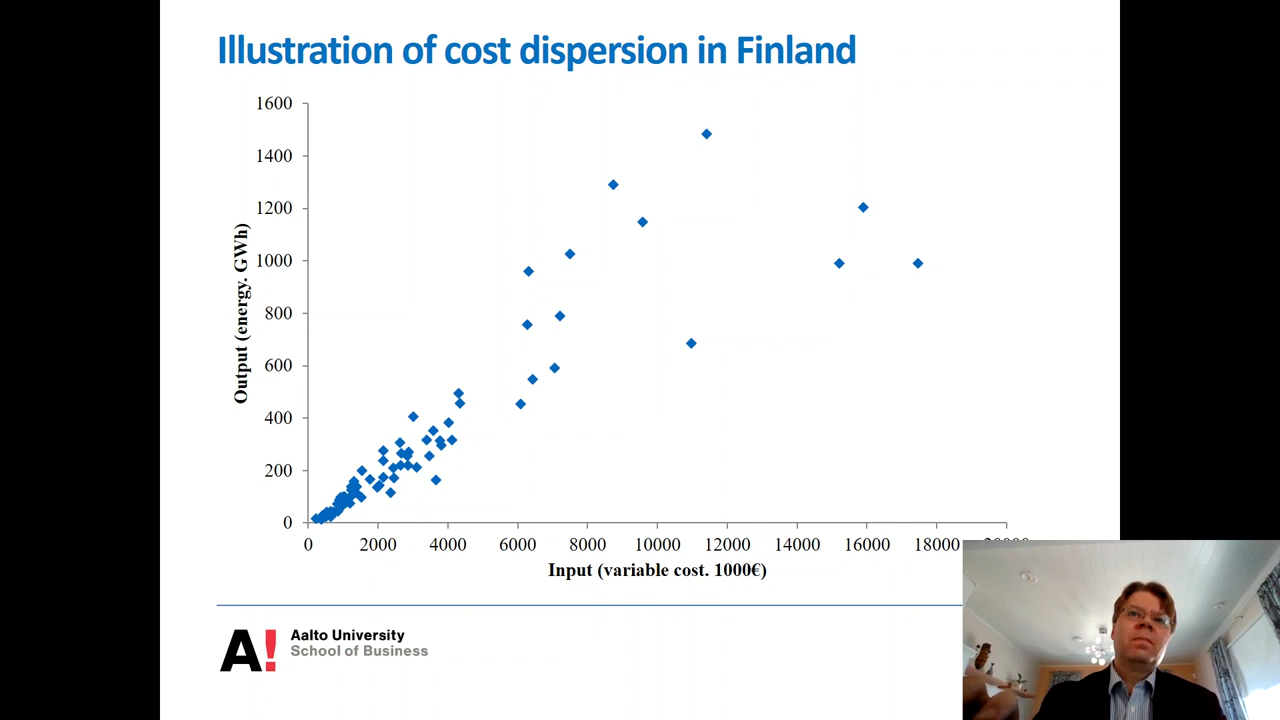 Illustration of cost dispersion in Finland
1600
1400
1200
1000
800
600
400
200
0
Output (energy. GWh)
0 2000 4000 6000 8000 10000 12000 14000 16000 18000 20000
Input (variable cost. 1000€)
A!
Aalto University
School of Business